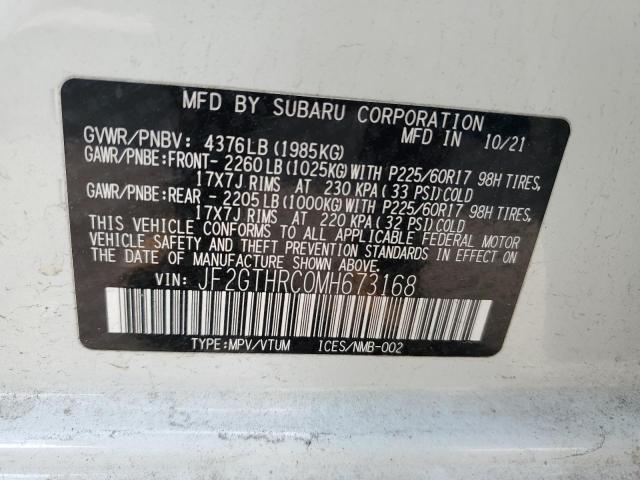 MFD BY SUBARU CORPORATION
GVWR/PNBV: 4376LB (1985KG) MFD IN 10/21
GAWR/PNBE:FRONT- 2260LB (1025KG)WITH P225/60R17 98H TIRES,
17X7J RIMS AT 230 KPA (33 PSI)COLD
GAWR/PNBE:REAR - 2205LB (1000KG)WITH P225/60R17 98H TIRES,
17X7J RIMS AT 220 KPA (32 PSI)COLD
THIS VEHICLE CONFORMS TO ALL APPLICABLE FEDERAL MOTOR
VEHICLE SAFETY AND THEFT PREVENTION STANDARDS IN EFFECT ON
THE DATE OF MANUFACTURE SHOWN ABOVE.
VIN: JF2GTHRC0MH673168
TYPE:MPV/VTUM ICES/NMB-002